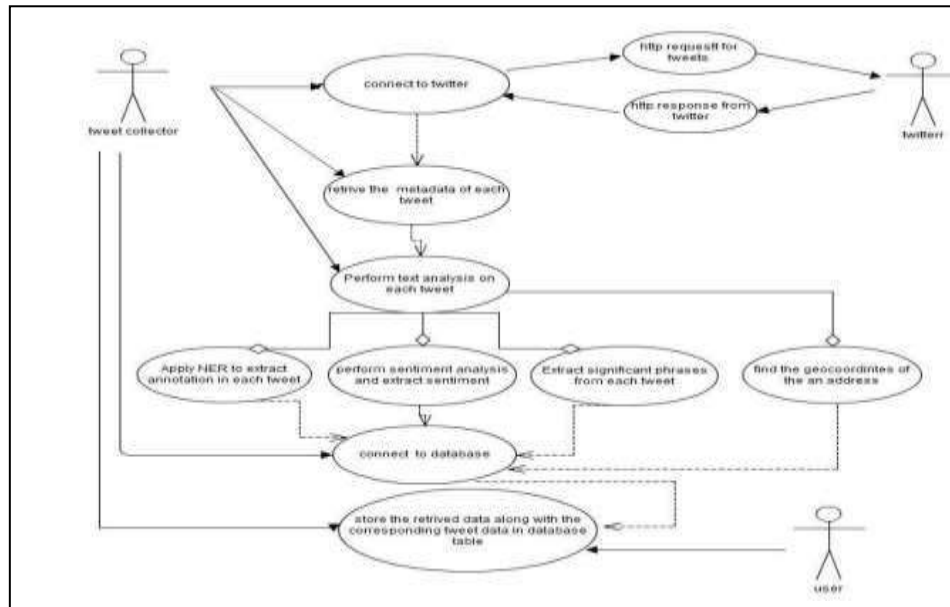 http requestt for
tweets
connect to twitter
http response from
twitter
tweet collector
twitterr
retrive the metadata of each
tweet
Perform text analysis on
each tweet
Apply NER to extract
annotation in each tweet
perform sentiment analysis
and extract sentiment
Extract significant phrases
from each tweet
find the geocoordintes of
the an address
connect to database
store the retrived data along with the
corresponding tweet data in database
table
user